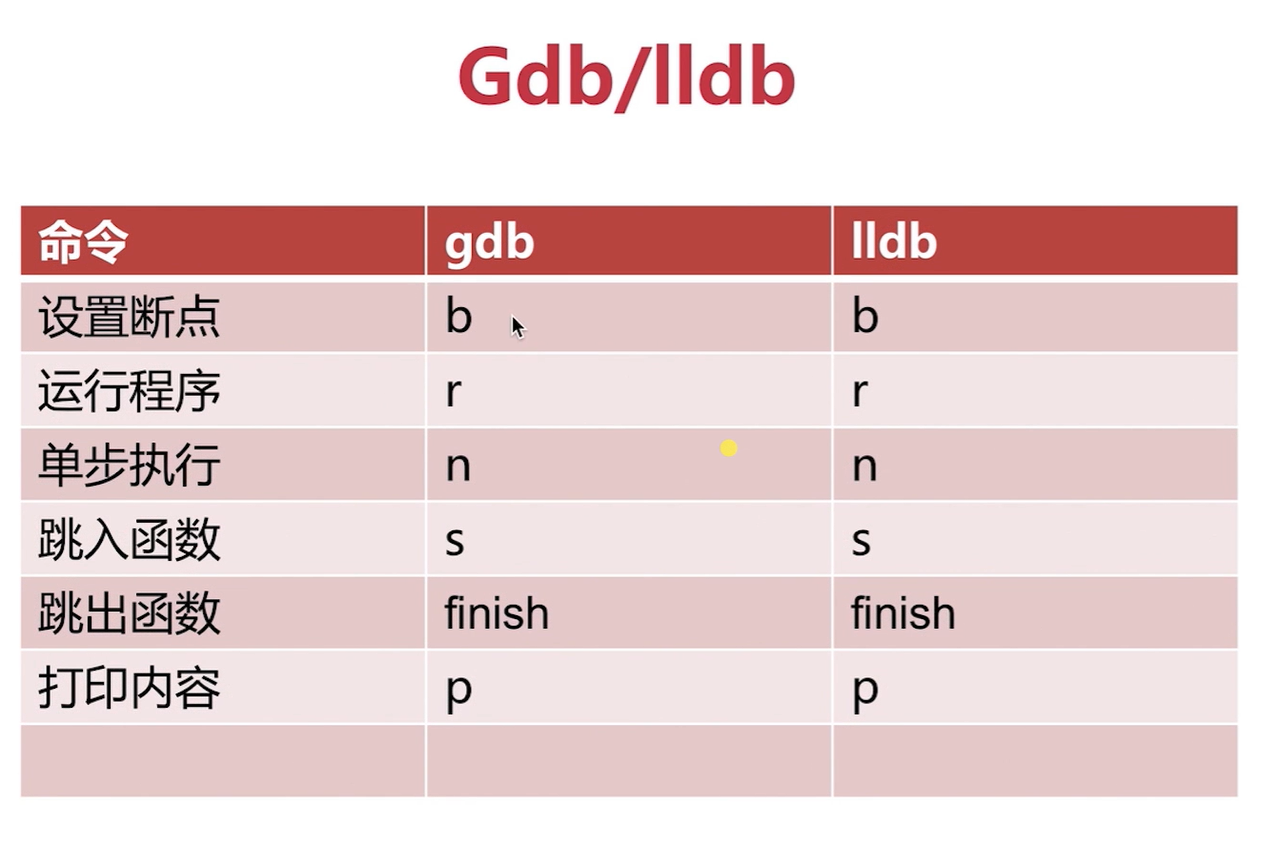 Gdb/lldb
命令 gdb lldb
设置断点 b b
运行程序 r r
单步执行 n n
跳入函数 s s
跳出函数 finish finish
打印内容 p p